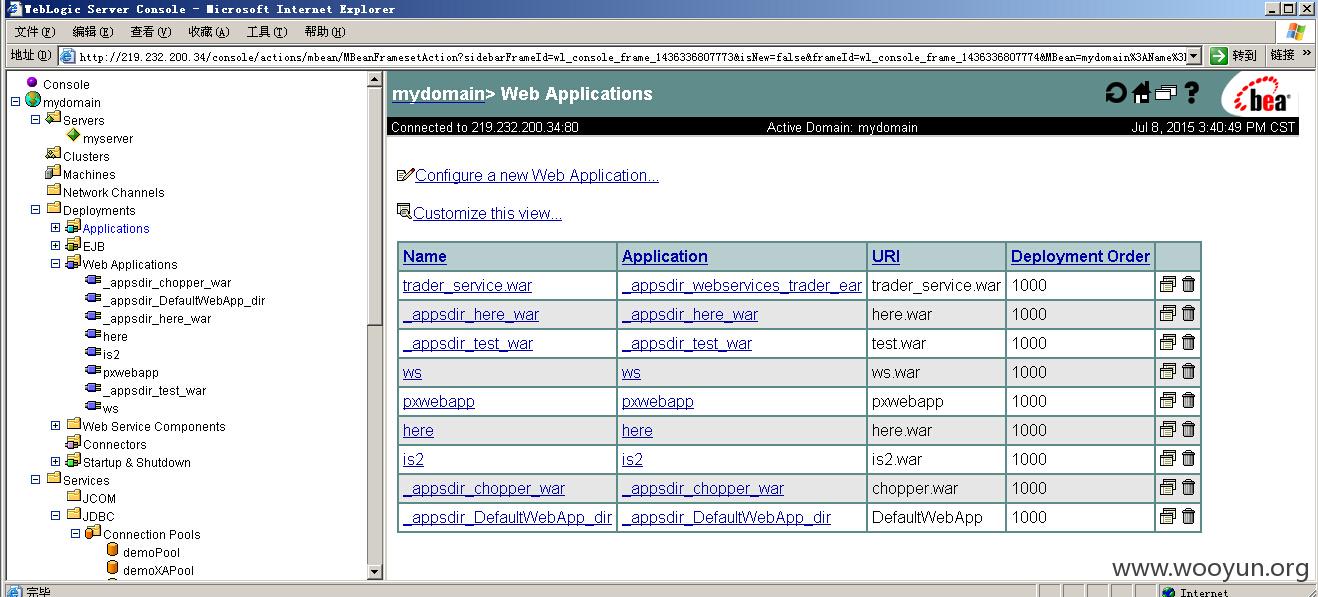 WebLogic Server Console - Microsoft Internet Explorer
文件(F) 编辑(E) 查看(V) 收藏(A) 工具(T) 帮助(H)
地址(D) http://219.232.200.34/console/actions/mbean/MBeanFramesetAction?sidebarFrameId=wl_console_frame_1436336807773&isNew=false&frameId=wl_console_frame_1436336807774&MBean=mydomain%3AName%3 转到 链接 »
Console
mydomain
Servers
myserver
Clusters
Machines
Network Channels
Deployments
Applications
EJB
Web Applications
_appsdir_chopper_war
_appsdir_DefaultWebApp_dir
_appsdir_here_war
here
is2
pxwebapp
_appsdir_test_war
ws
Web Service Components
Connectors
Startup & Shutdown
Services
JCOM
JDBC
Connection Pools
demoPool
demoXAPool
mydomain> Web Applications
bea
Connected to 219.232.200.34:80 Active Domain: mydomain Jul 8, 2015 3:40:49 PM CST
Configure a new Web Application...
Customize this view...
Name Application URI Deployment Order
trader_service.war _appsdir_webservices_trader_ear trader_service.war 1000
_appsdir_here_war _appsdir_here_war here.war 1000
_appsdir_test_war _appsdir_test_war test.war 1000
ws ws ws.war 1000
pxwebapp pxwebapp pxwebapp 1000
here here here.war 1000
is2 is2 is2.war 1000
_appsdir_chopper_war _appsdir_chopper_war chopper.war 1000
_appsdir_DefaultWebApp_dir _appsdir_DefaultWebApp_dir DefaultWebApp 1000
www.wooyun.org
完毕 Internet